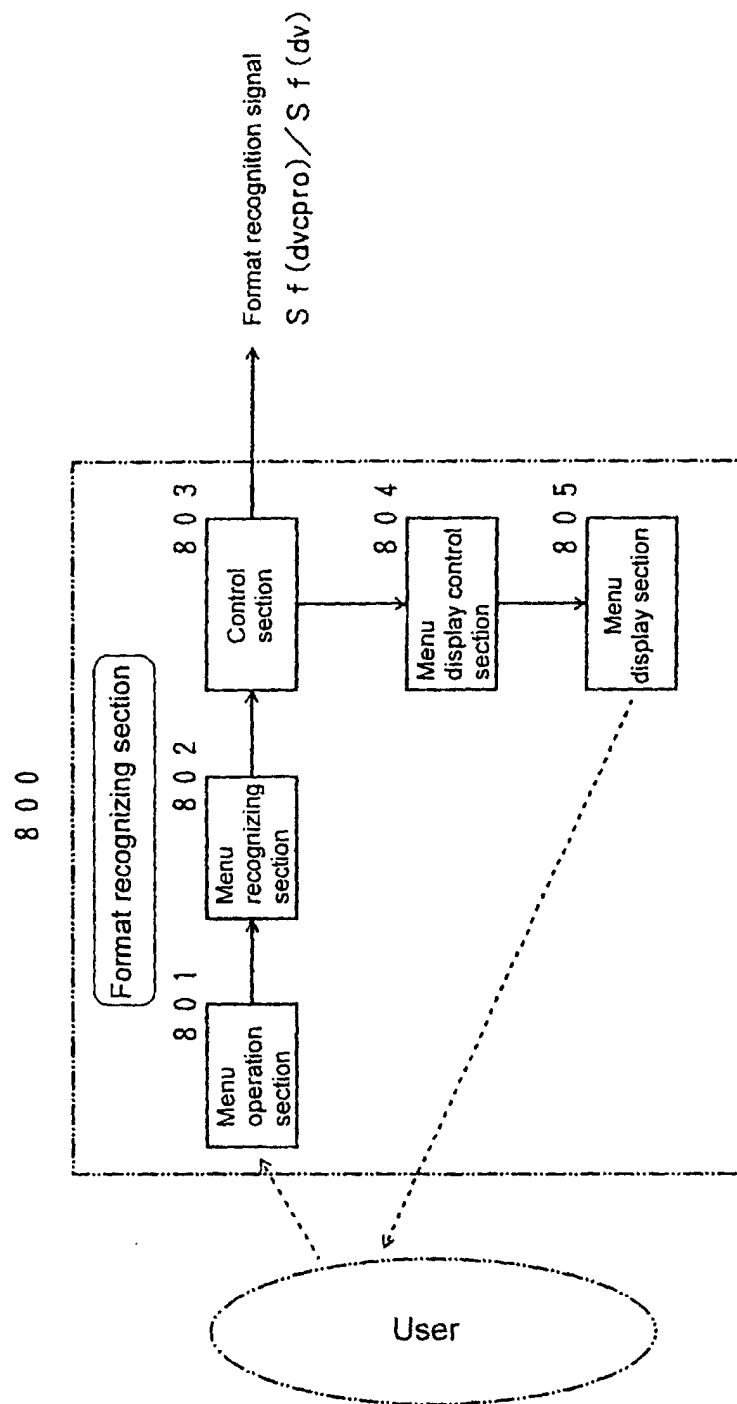 800
Format recognizing section
801
Menu
operation
section
802
Menu
recognizing
section
803
Control
section
Format recognition signal
S f (dvcpro) / S f (dv)
804
Menu
display control
section
805
Menu
display section
User